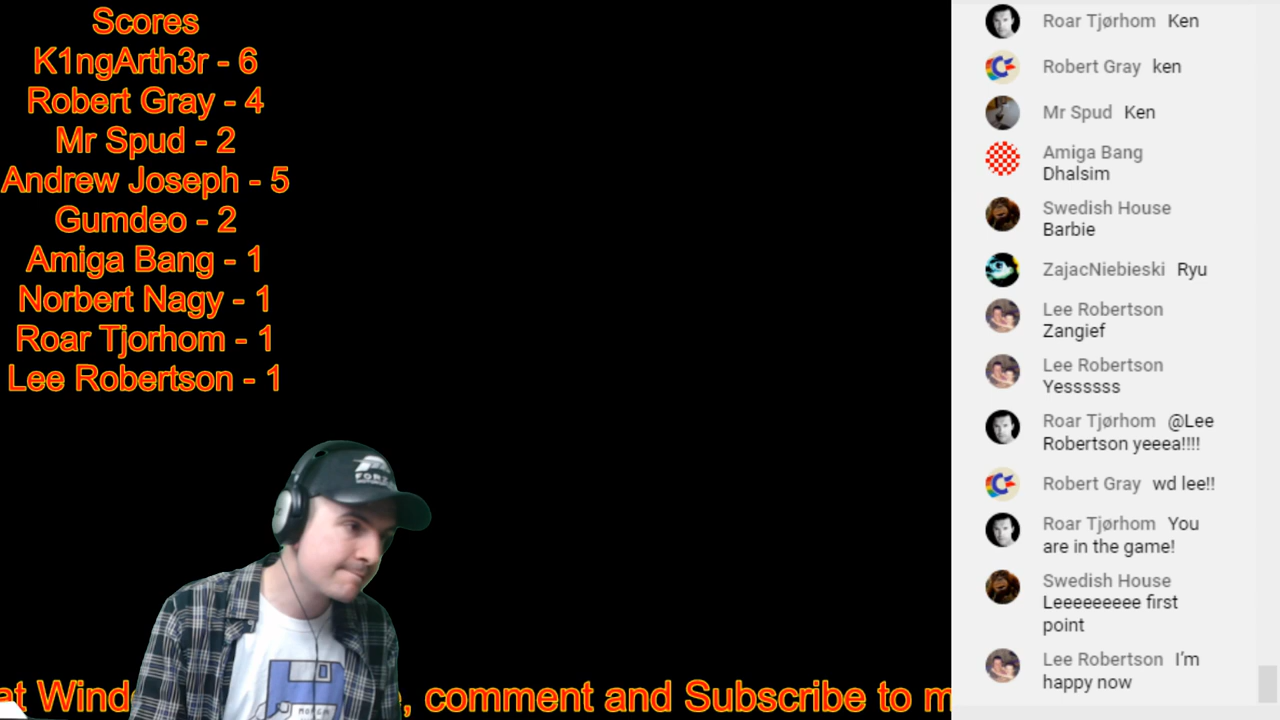 Scores
K1ngArth3r - 6
Robert Gray - 4
Mr Spud - 2
Andrew Joseph - 5
Gumdeo - 2
Amiga Bang - 1
Norbert Nagy - 1
Roar Tjorhom - 1
Lee Robertson - 1
FORZA
at Wind , comment and Subscribe to m
Roar Tjørhom Ken
Robert Gray ken
Mr Spud Ken
Amiga Bang
Dhalsim
Swedish House
Barbie
ZajacNiebieski Ryu
Lee Robertson
Zangief
Lee Robertson
Yessssss
Roar Tjørhom @Lee
Robertson yeeea!!!!
Robert Gray wd lee!!
Roar Tjørhom You
are in the game!
Swedish House
Leeeeeeeee first
point
Lee Robertson I'm
happy now